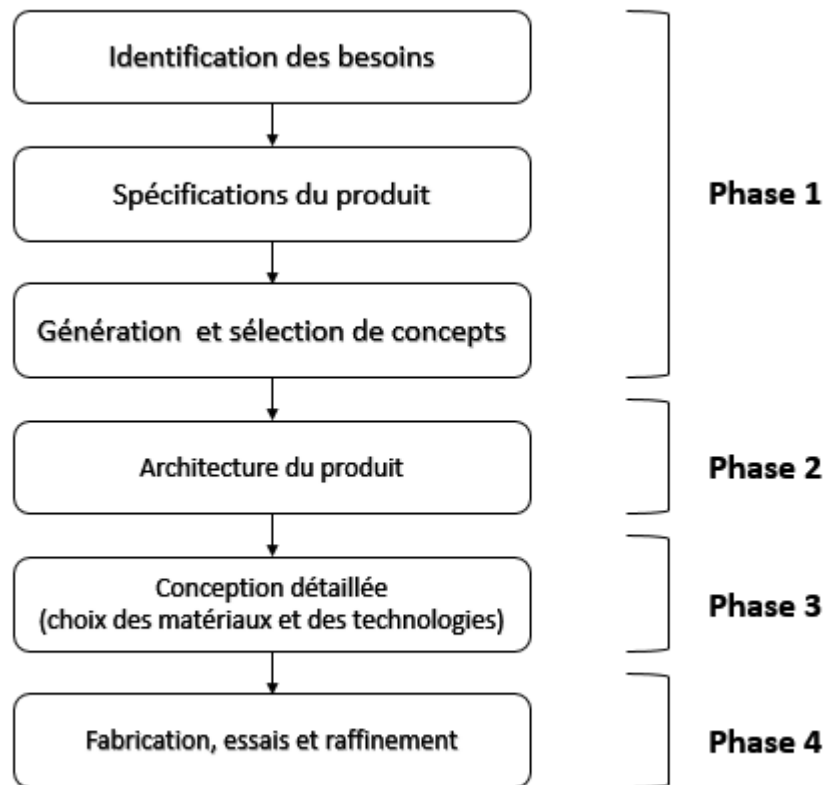 Identification des besoins
Spécifications du produit
Phase 1
Génération et sélection de concepts
Architecture du produit
Phase 2
Conception détaillée
(choix des matériaux et des technologies)
Phase 3
Fabrication, essais et raffinement
Phase 4